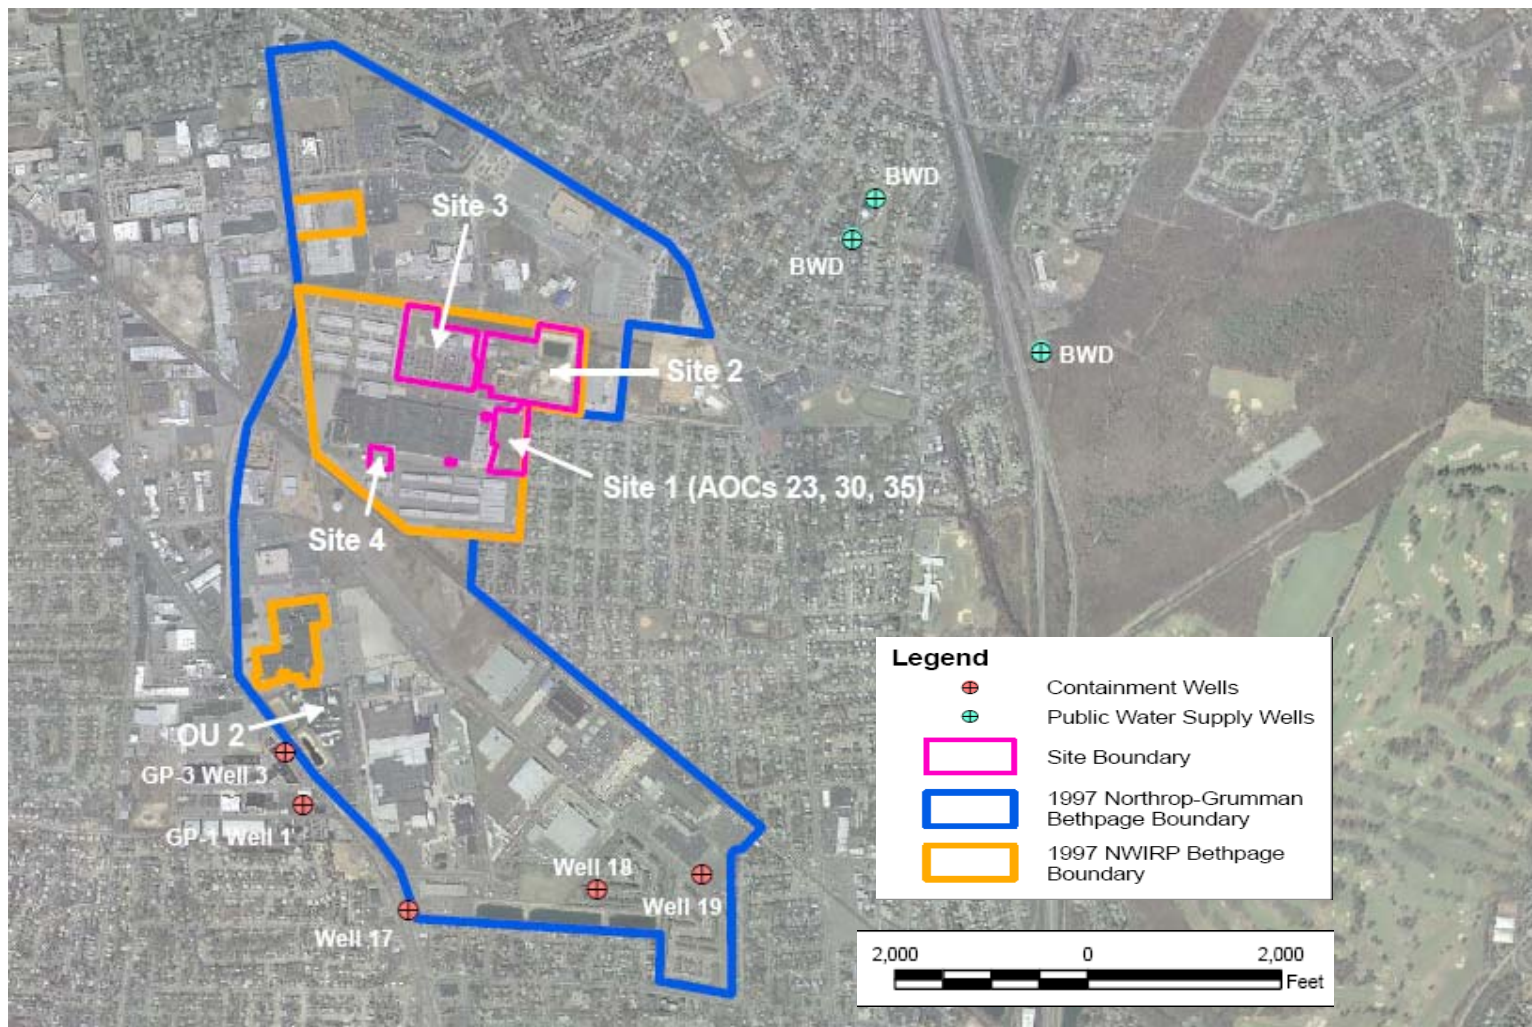 BWD
Site 3
BWD
BWD
Site 2
Site 1 (AOCs 23, 30, 35)
Site 4
OU 2
GP-3 Well 3
GP-1 Well 1
Well 18
Well 19
Well 17
Legend
Containment Wells
Public Water Supply Wells
Site Boundary
1997 Northrop-Grumman
Bethpage Boundary
1997 NWIRP Bethpage
Boundary
2,000 0 2,000
Feet